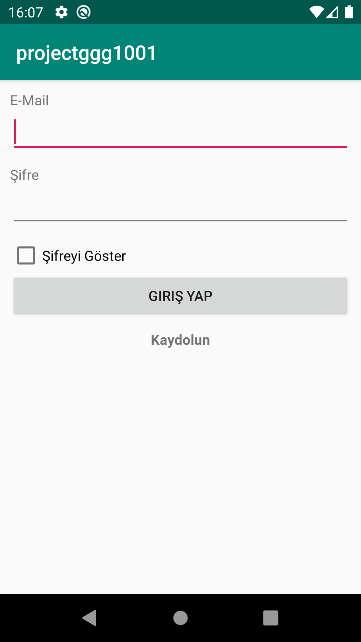 16:07
projectggg1001
E-Mail
Şifre
Şifreyi Göster
GIRIŞ YAP
Kaydolun